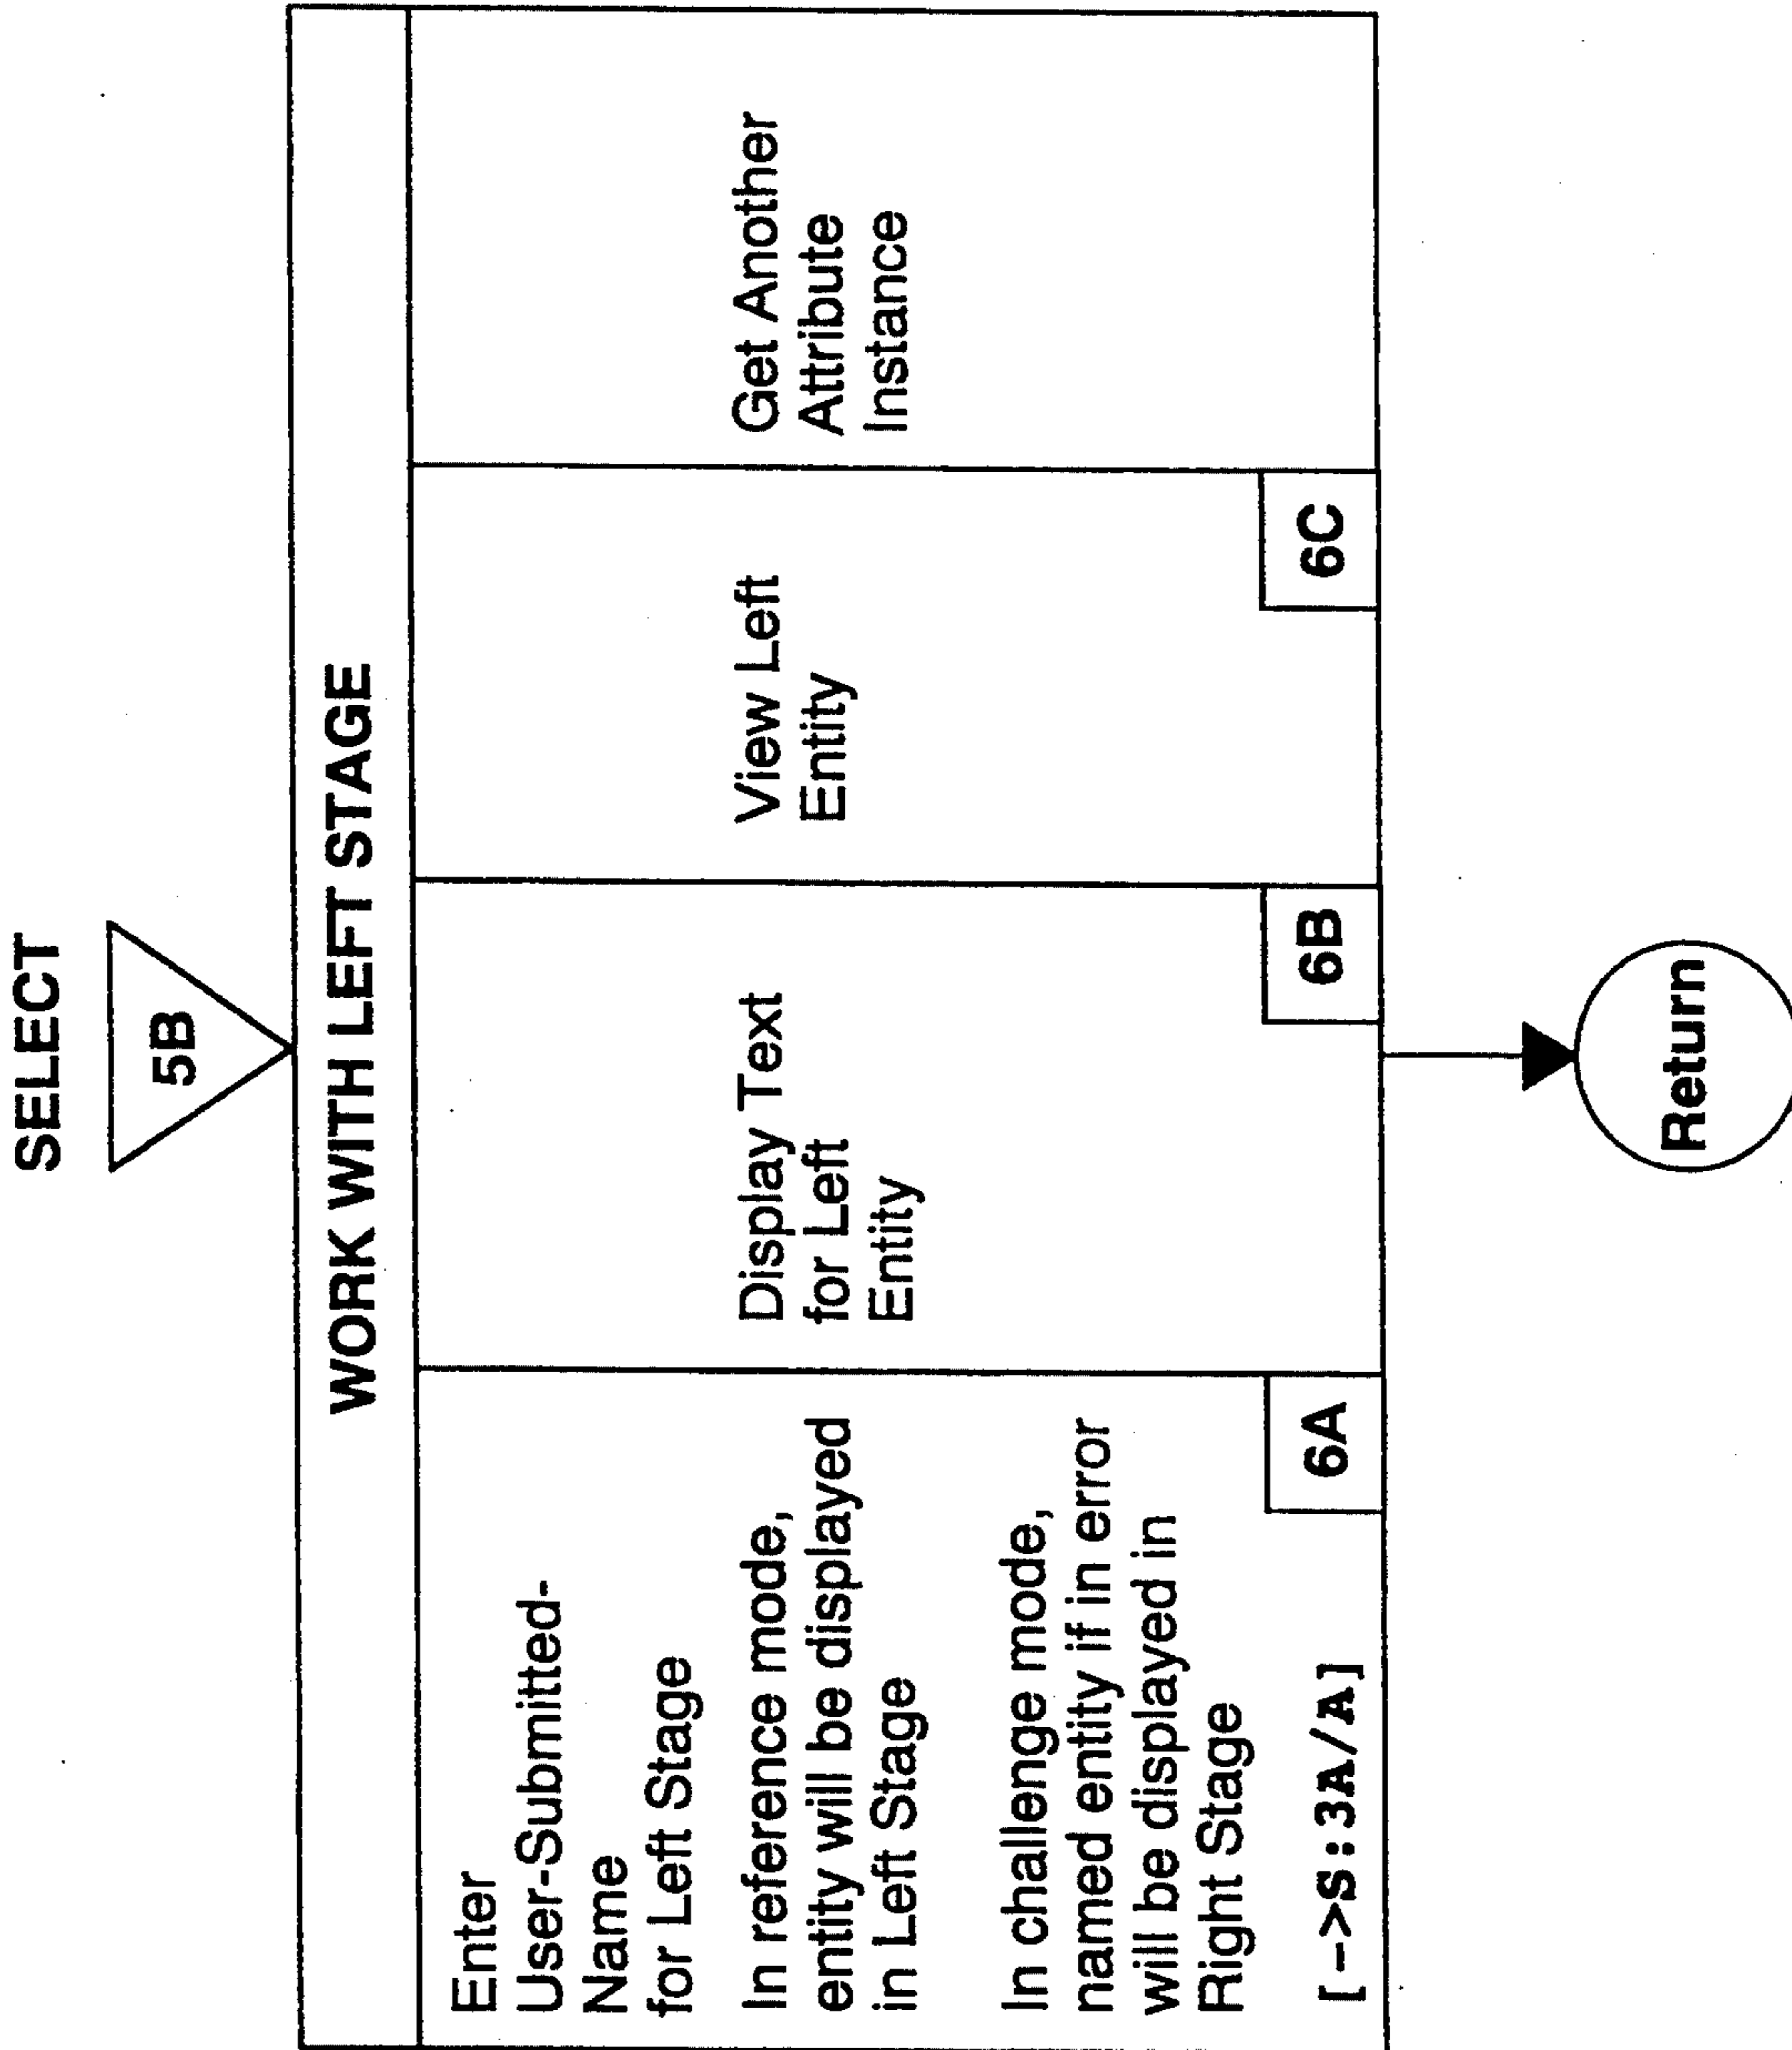 SELECT
5B
WORK WITH LEFT STAGE
Enter
User-Submitted-
Name
for Left Stage
In reference mode,
entity will be displayed
in Left Stage
In challenge mode,
named entity if in error
will be displayed in
Right Stage
[->S:3A/A]
6A
Display Text
for Left
Entity
6B
View Left
Entity
6C
Get Another
Attribute
Instance
Return